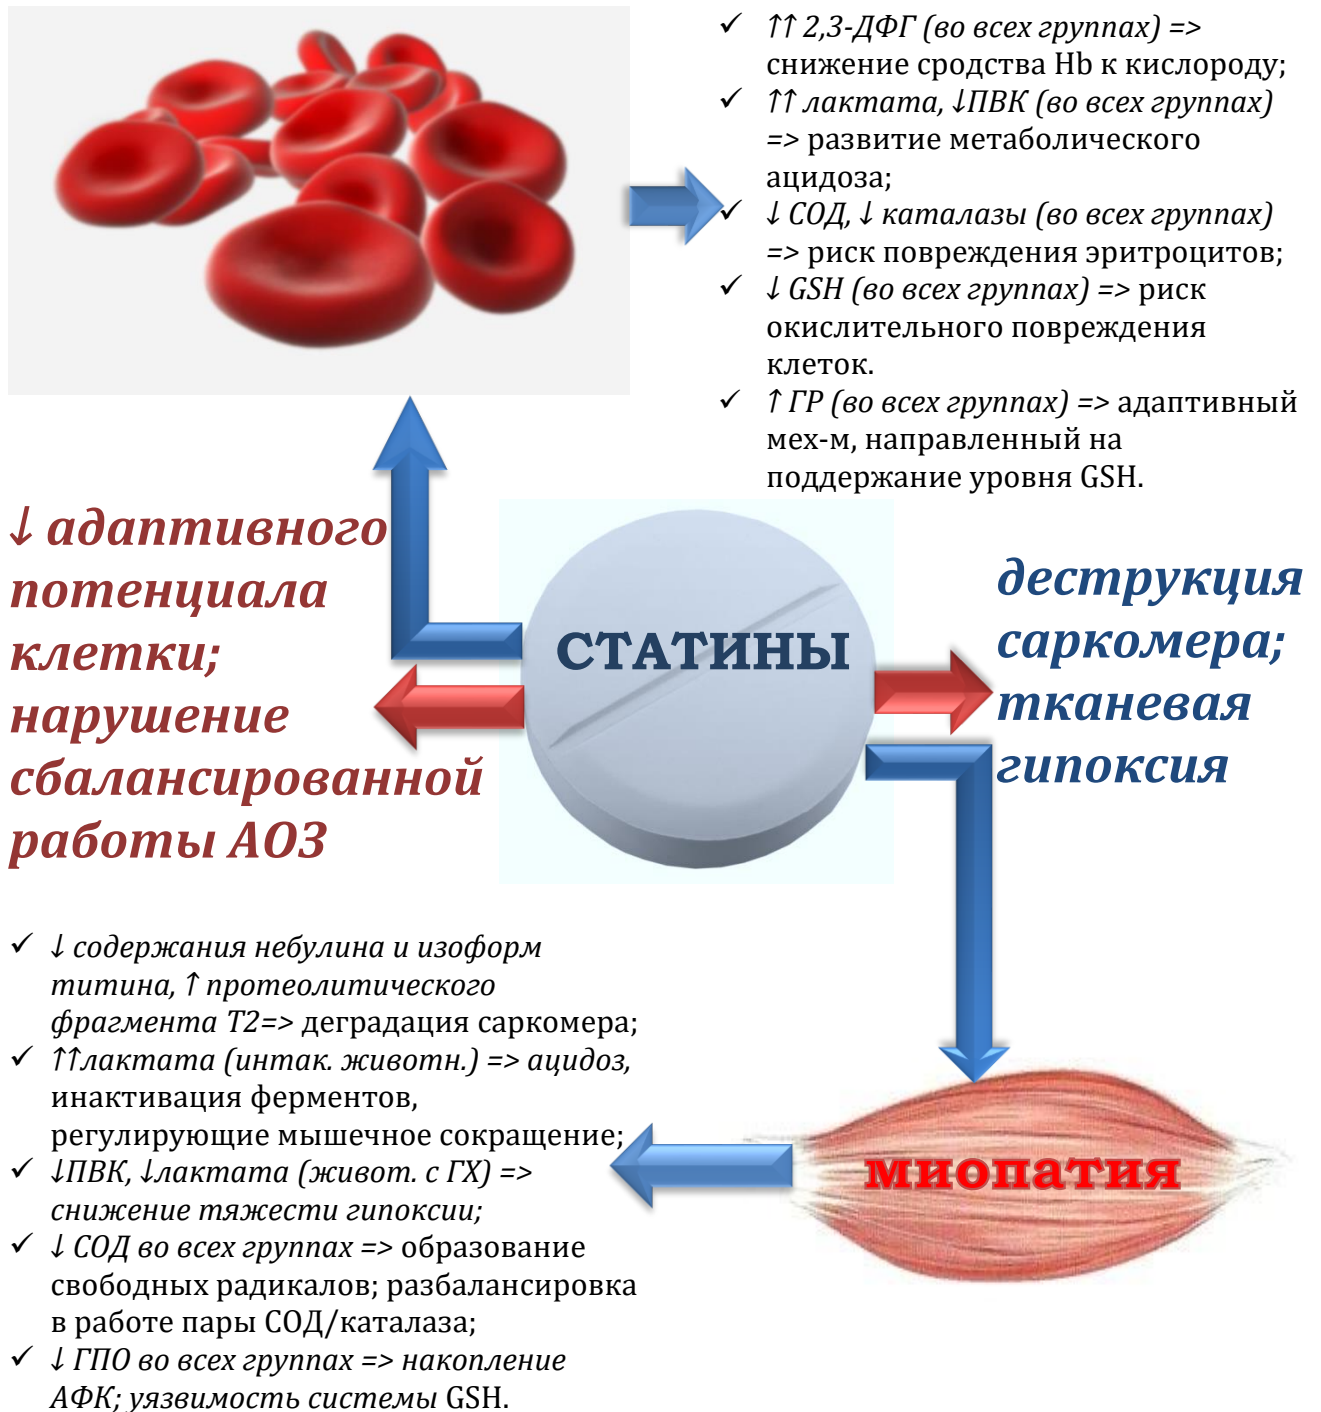 ↑↑ 2,3-ДФГ (во всех группах) =>
снижение сродства Hb к кислороду;
↑↑ лактата, ↓ПВК (во всех группах)
=> развитие метаболического
ацидоза;
↓ СОД, ↓ каталазы (во всех группах)
=> риск повреждения эритроцитов;
↓ GSH (во всех группах) => риск
окислительного повреждения
клеток.
↑ ГР (во всех группах) => адаптивный
мех-м, направленный на
поддержание уровня GSH.
↓ адаптивного
потенциала
клетки;
нарушение
сбалансированной
работы АОЗ
СТАТИНЫ
деструкция
саркомера;
тканевая
гипоксия
↓ содержания небулина и изоформ
титина, ↑ протеолитического
фрагмента Т2=> деградация саркомера;
↑↑лактата (интак. животн.) => ацидоз,
инактивация ферментов,
регулирующие мышечное сокращение;
↓ПВК, ↓лактата (живот. с ГХ) =>
снижение тяжести гипоксии;
↓ СОД во всех группах => образование
свободных радикалов; разбалансировка
в работе пары СОД/каталаза;
↓ ГПО во всех группах => накопление
АФК; уязвимость системы GSH.
миопатия